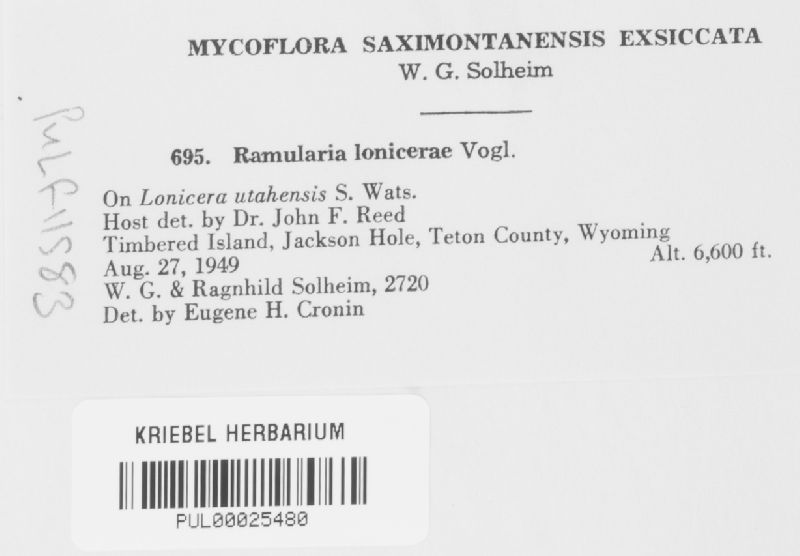 MYCOFLORA SAXIMONTANENSIS EXSICCATA
W. G. Solheim
695. Ramularia lonicerae Vogl.
On Lonicera utahensis S. Wats.
Host det. by Dr. John F. Reed
Timbered Island, Jackson Hole, Teton County, Wyoming
Alt. 6,600 ft.
Aug. 27, 1949
W. G. & Ragnhild Solheim, 2720
Det. by Eugene H. Cronin
PUL F11583
KRIEBEL HERBARIUM
PUL00025480